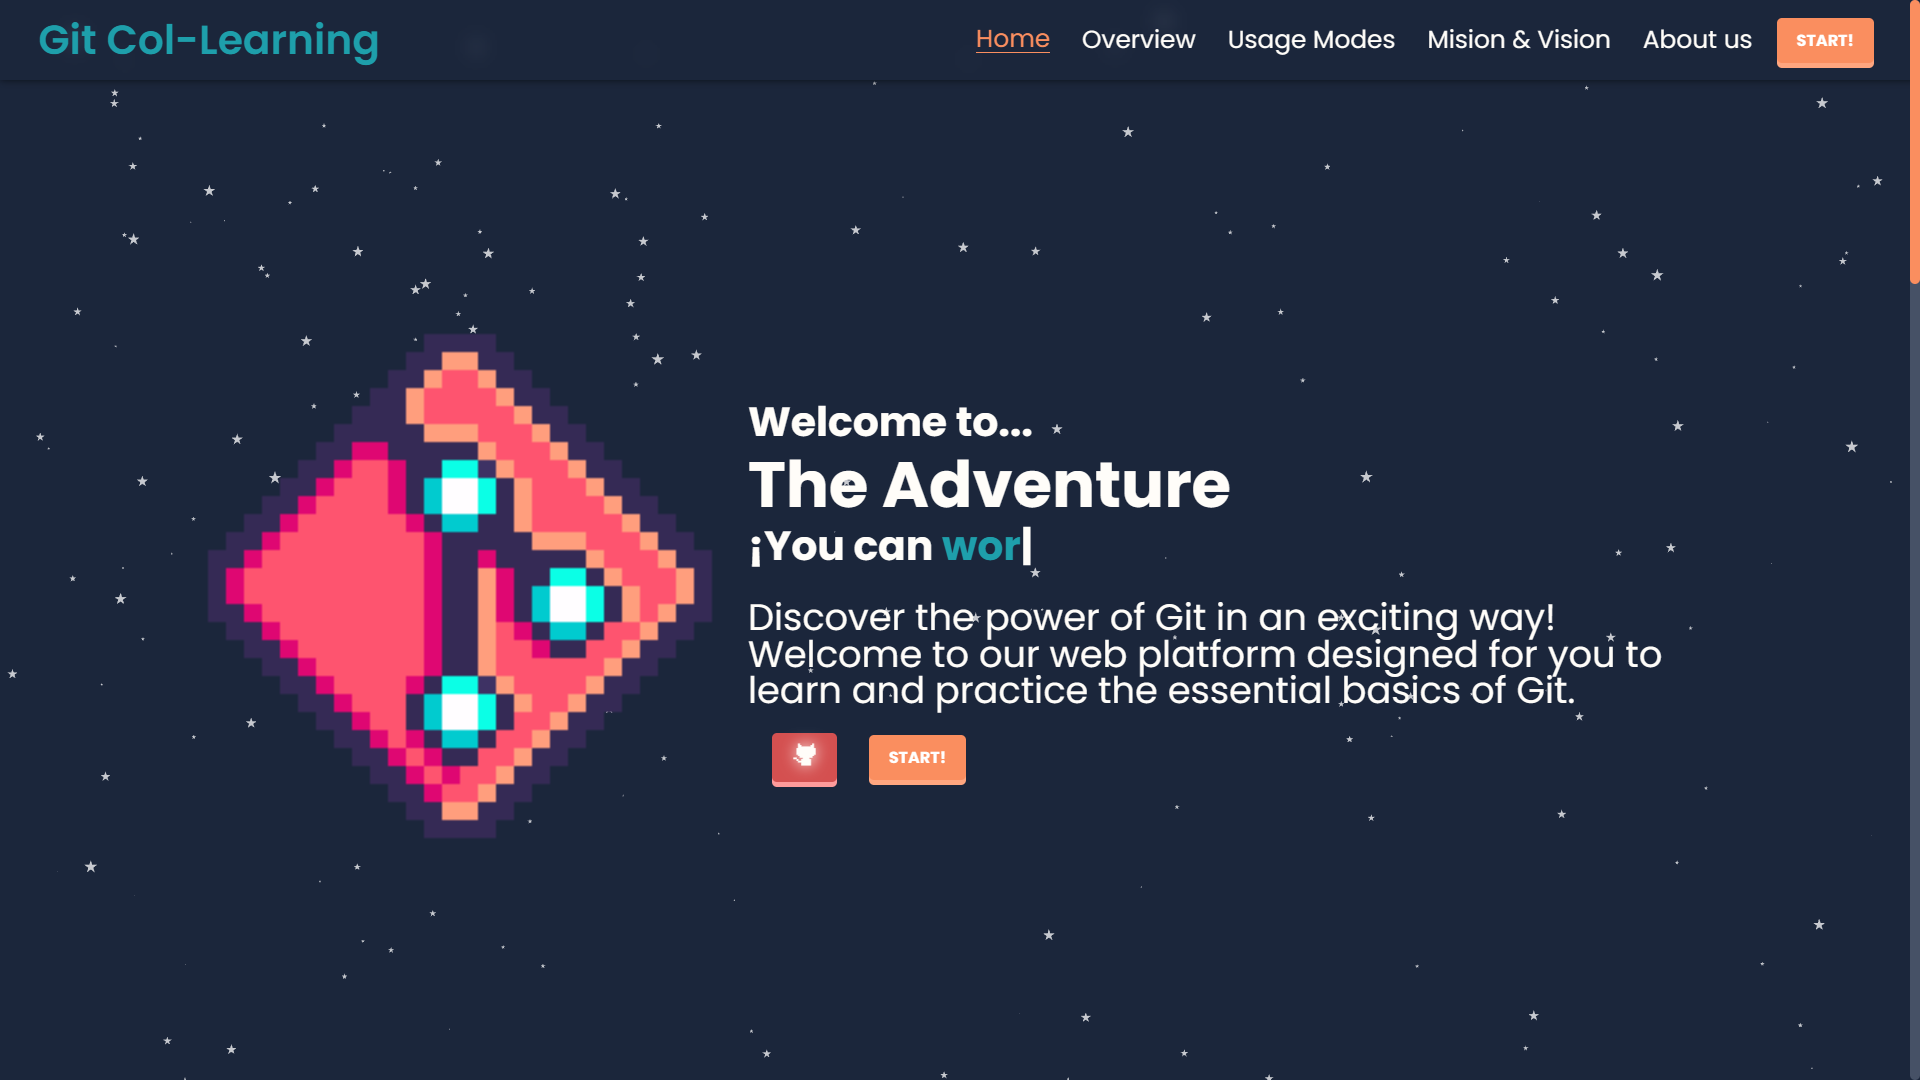 Git Col-Learning
Home
Overview
Usage Modes
Mision & Vision
About us
START!
Welcome to...
The Adventure
¡You can wor|
Discover the power of Git in an exciting way!
Welcome to our web platform designed for you to
learn and practice the essential basics of Git.
START!